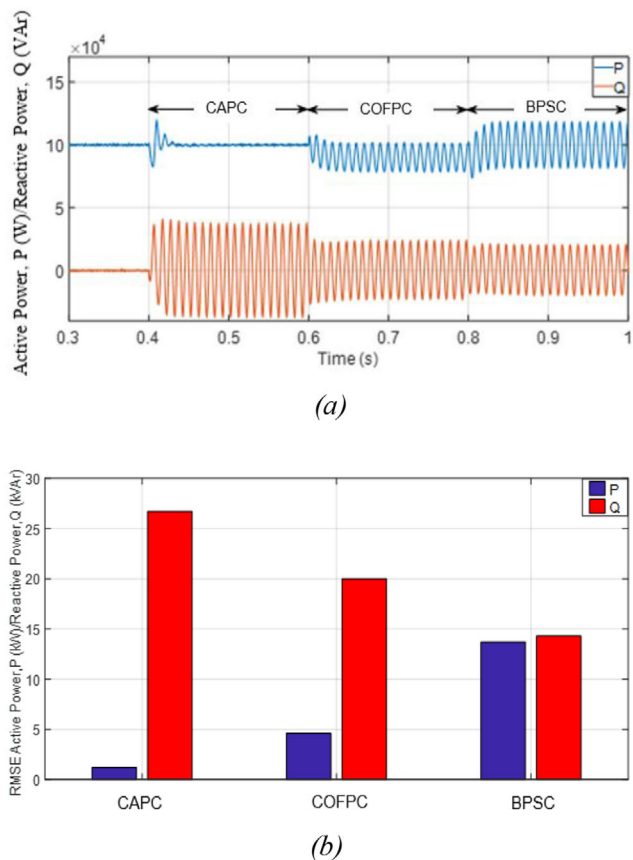 ×10⁴
Active Power, P (W)/Reactive Power, Q (VAr)
15
10
5
0
P
Q
CAPC
COFPC
BPSC
0.3 0.4 0.5 0.6 0.7 0.8 0.9 1
Time (s)
(a)
RMSE Active Power,P (kW)/Reactive Power,Q (kVAr)
30
25
20
15
10
5
0
P
Q
CAPC COFPC BPSC
(b)